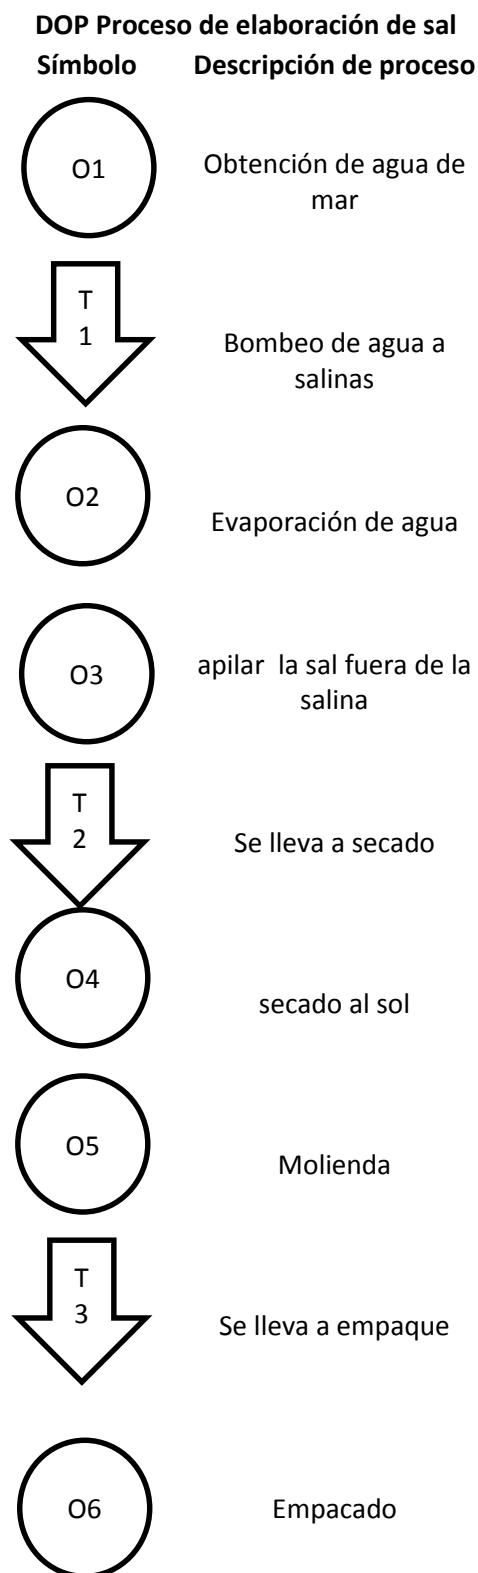 DOP Proceso de elaboración de sal
Símbolo Descripción de proceso
O1
Obtención de agua de
mar
T
1
Bombeo de agua a
salinas
O2
Evaporación de agua
O3
apilar  la sal fuera de la
salina
T
2
Se lleva a secado
O4
secado al sol
O5
Molienda
T
3
Se lleva a empaque
O6
Empacado